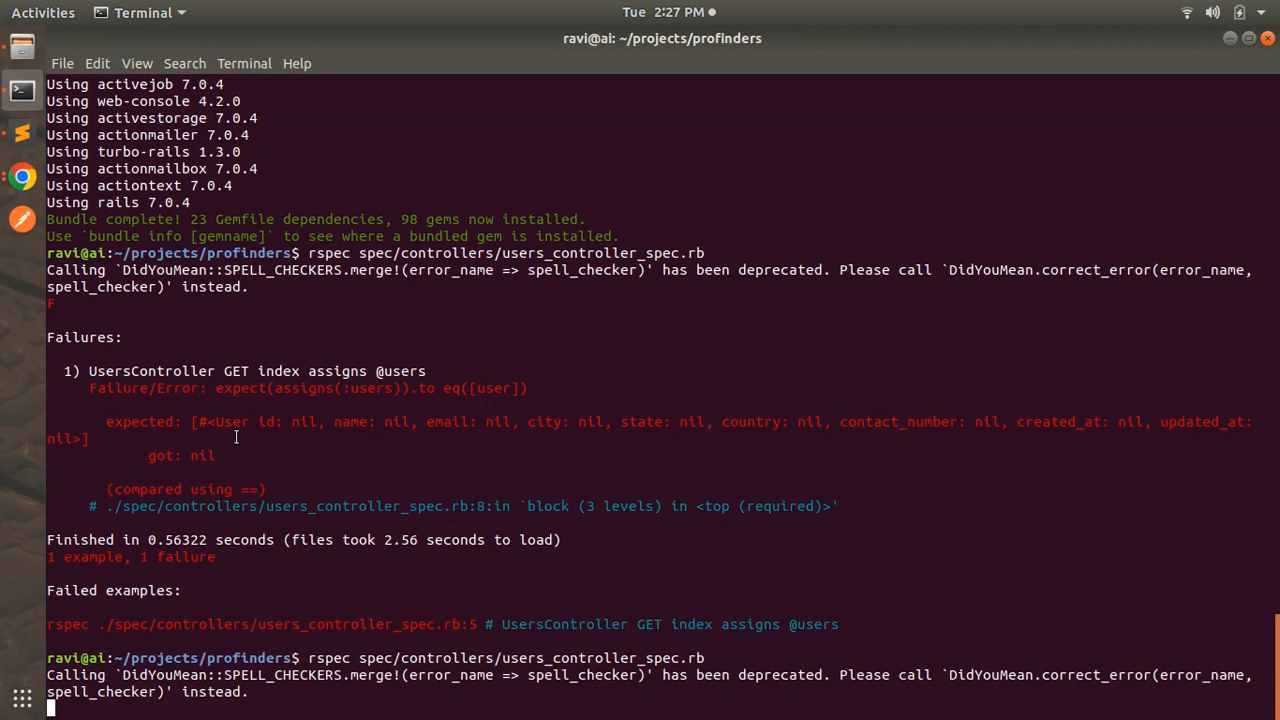 Activities
Terminal
Tue 2:27 PM
ravi@ai: ~/projects/profinders
File Edit View Search Terminal Help
Using activejob 7.0.4
Using web-console 4.2.0
Using activestorage 7.0.4
Using actionmailer 7.0.4
Using turbo-rails 1.3.0
Using actionmailbox 7.0.4
Using actiontext 7.0.4
Using rails 7.0.4
Bundle complete! 23 Gemfile dependencies, 98 gems now installed.
Use `bundle info [gemname]` to see where a bundled gem is installed.
ravi@ai:~/projects/profinders$ rspec spec/controllers/users_controller_spec.rb
Calling `DidYouMean::SPELL_CHECKERS.merge!(error_name => spell_checker)' has been deprecated. Please call `DidYouMean.correct_error(error_name,
spell_checker)' instead.
F
Failures:
1) UsersController GET index assigns @users
Failure/Error: expect(assigns(:users)).to eq([user])
expected: [#<User id: nil, name: nil, email: nil, city: nil, state: nil, country: nil, contact_number: nil, created_at: nil, updated_at:
nil>]
got: nil
(compared using ==)
# ./spec/controllers/users_controller_spec.rb:8:in `block (3 levels) in <top (required)>'
Finished in 0.56322 seconds (files took 2.56 seconds to load)
1 example, 1 failure
Failed examples:
rspec ./spec/controllers/users_controller_spec.rb:5 # UsersController GET index assigns @users
ravi@ai:~/projects/profinders$ rspec spec/controllers/users_controller_spec.rb
Calling `DidYouMean::SPELL_CHECKERS.merge!(error_name => spell_checker)' has been deprecated. Please call `DidYouMean.correct_error(error_name,
spell_checker)' instead.